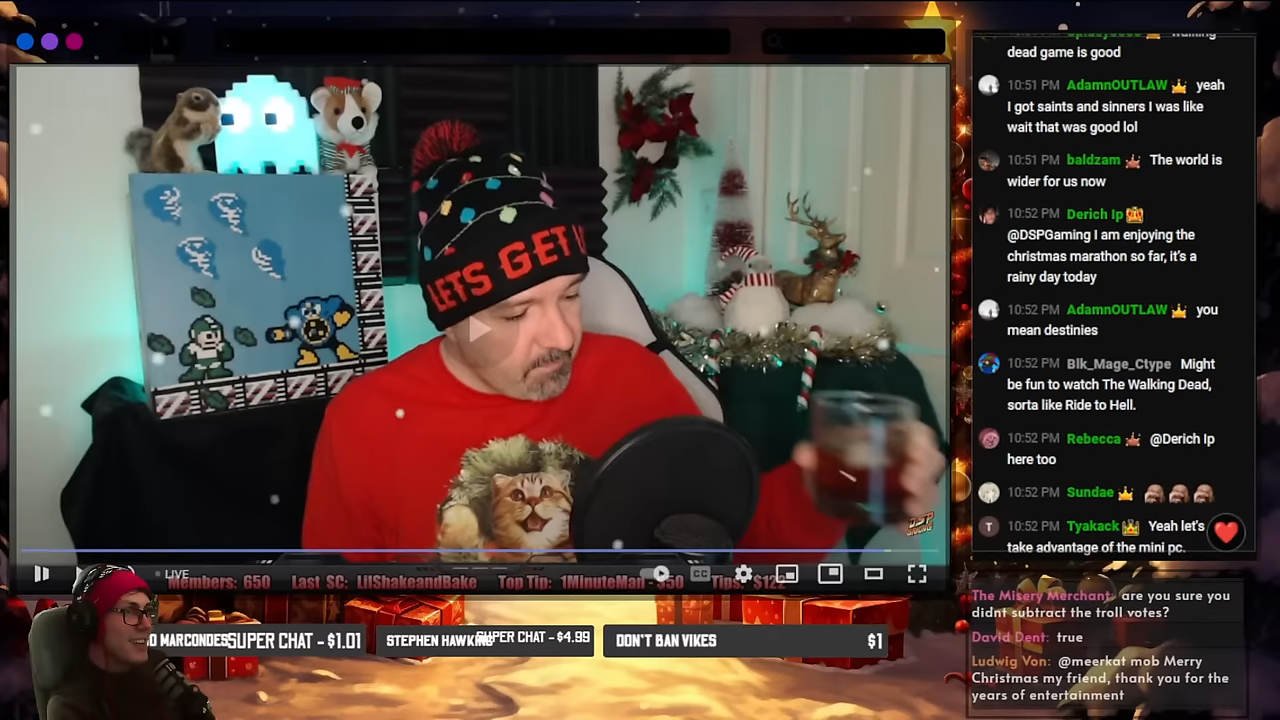 dead game is good
10:51 PM AdamnOUTLAW yeah
I got saints and sinners I was like
wait that was good lol
10:51 PM baldzam The world is
wider for us now
10:52 PM Derich Ip
@DSPGaming I am enjoying the
christmas marathon so far, it's a
rainy day today
10:52 PM AdamnOUTLAW you
mean destinies
10:52 PM Blk_Mage_Ctype Might
be fun to watch The Walking Dead,
sorta like Ride to Hell.
10:52 PM Rebecca @Derich Ip
here too
10:52 PM Sundae
T 10:52 PM Tyakack Yeah let's
take advantage of the mini pc.
LETS GET
DSP
LIVE
CC
Members: 650 Last SC: LilShakeandBake Top Tip: 1MinuteMan - $50 Tips: $122
O MARCONDES SUPER CHAT - $1.01
STEPHEN HAWKING SUPER CHAT - $4.99
DON'T BAN VIKES $1
The Misery Merchant: are you sure you
didnt subtract the troll votes?
David Dent: true
Ludwig Von: @meerkat mob Merry
Christmas my friend, thank you for the
years of entertainment